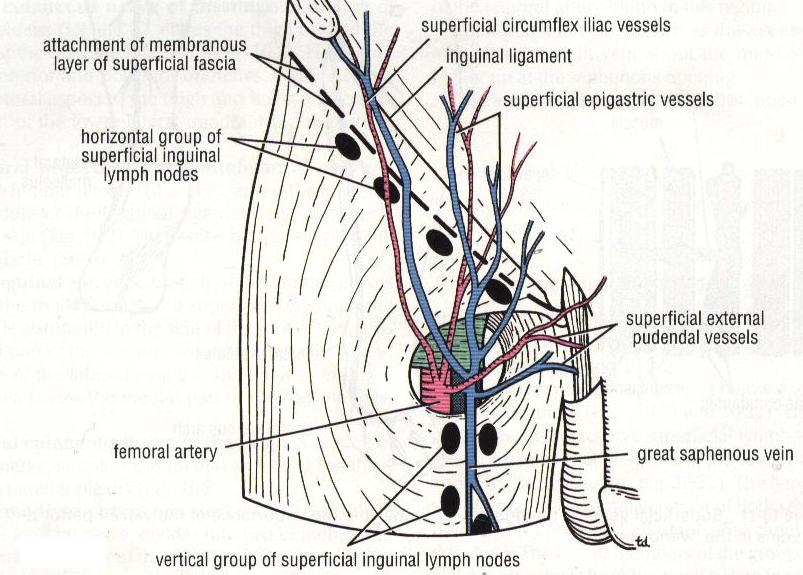 superficial circumflex iliac vessels
attachment of membranous
layer of superficial fascia
inguinal ligament
superficial epigastric vessels
horizontal group of
superficial inguinal
lymph nodes
superficial external
pudendal vessels
femoral artery
great saphenous vein
td
vertical group of superficial inguinal lymph nodes